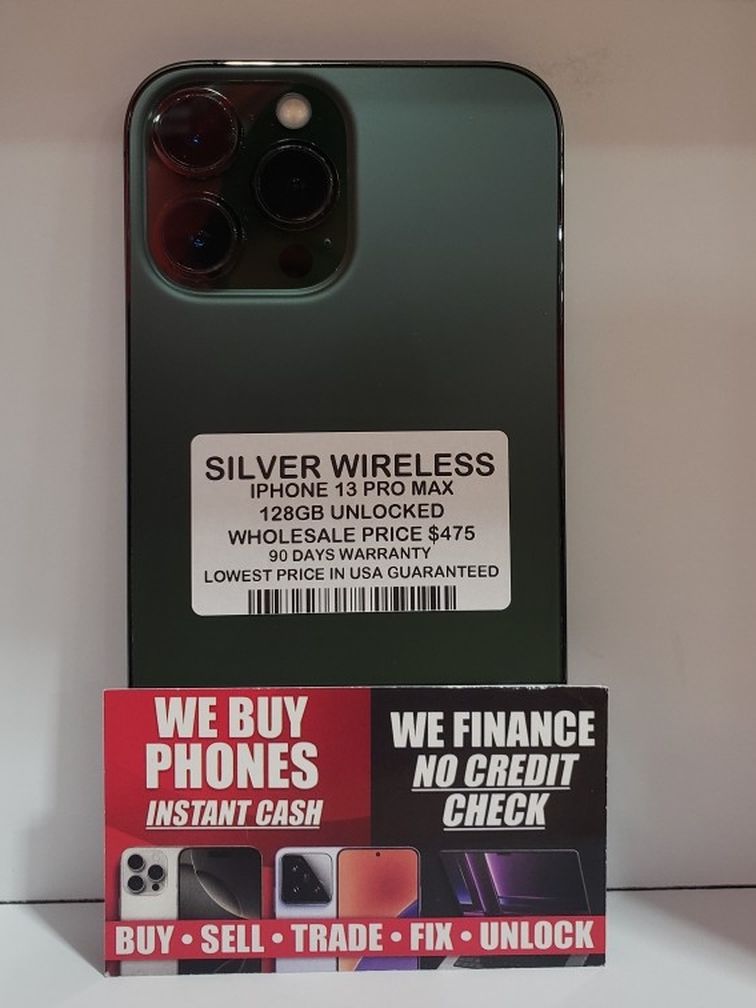 SILVER WIRELESS
IPHONE 13 PRO MAX
128GB UNLOCKED
WHOLESALE PRICE $475
90 DAYS WARRANTY
LOWEST PRICE IN USA GUARANTEED
WE BUY
PHONES
INSTANT CASH
WE FINANCE
NO CREDIT
CHECK
BUY • SELL • TRADE • FIX • UNLOCK